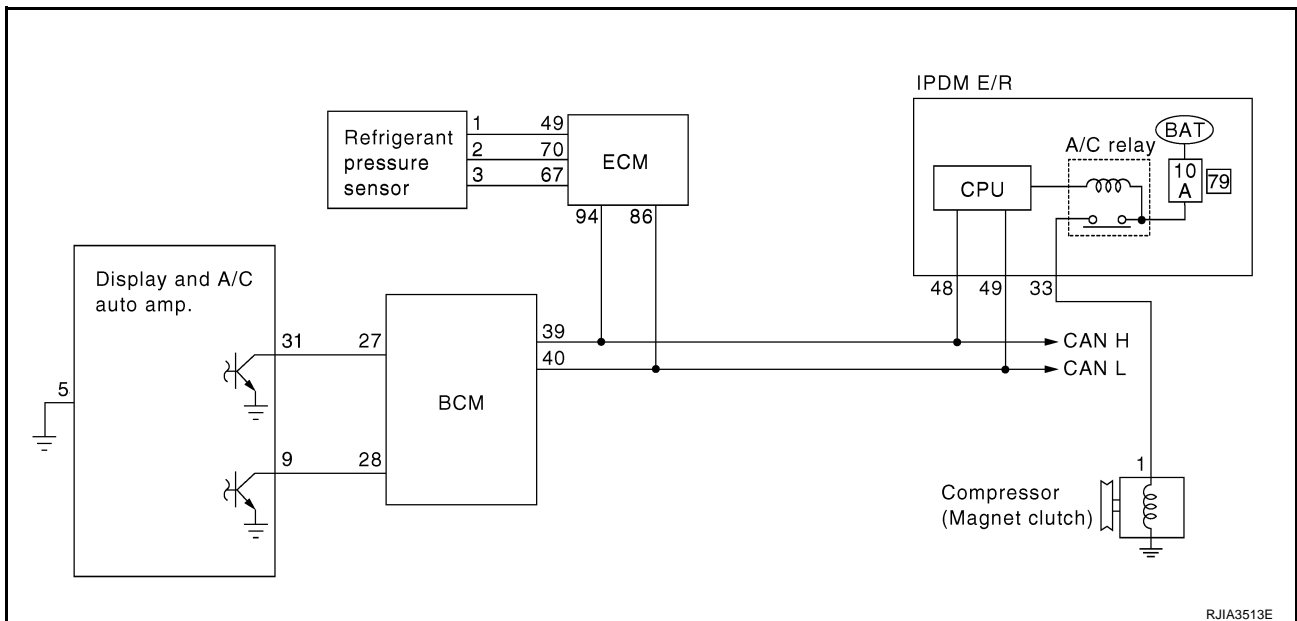 IPDM E/R
A/C relay
BAT
10
A
79
CPU
48
49
33
Refrigerant
pressure
sensor
1
2
3
49
70
67
ECM
94
86
Display and A/C
auto amp.
5
31
27
9
28
BCM
39
40
CAN H
CAN L
1
Compressor
(Magnet clutch)
RJIA3513E